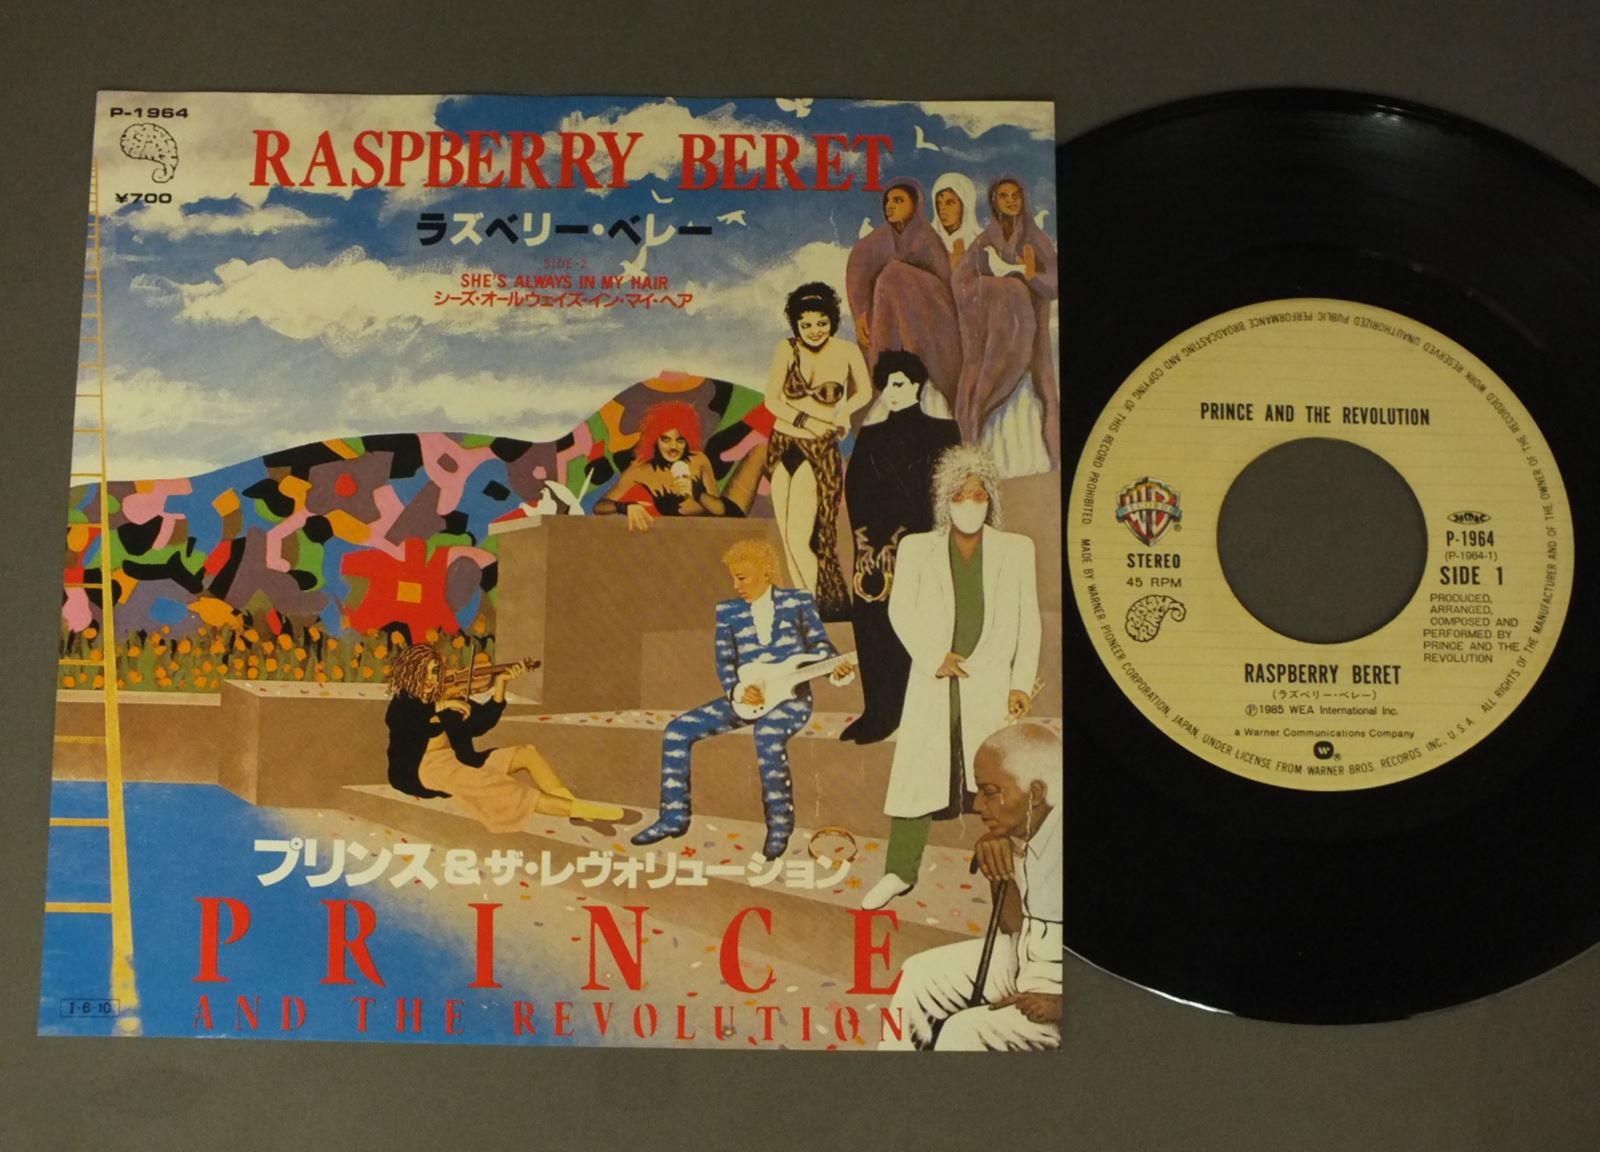 P-1964
¥700
RASPBERRY BERET
ラズベリー・ベレー
SIDE-2
SHE'S ALWAYS IN MY HAIR
シーズ・オールウェイズ・イン・マイ・ヘア
プリンス&ザ・レヴォリューション
PRINCE
AND THE REVOLUTION
I-6-10
PRINCE AND THE REVOLUTION
WB
RECORDS
®
STEREO
45 RPM
PAISLEY PARK
P-1964
(P-1964-1)
SIDE 1
PRODUCED,
ARRANGED,
COMPOSED AND
PERFORMED BY
PRINCE AND THE
REVOLUTION
RASPBERRY BERET
(ラズベリー・ベレー)
Ⓟ1985 WEA International Inc.
a Warner Communications Company
W®
MADE BY WARNER-PIONEER CORPORATION, JAPAN, UNDER LICENSE FROM WARNER BROS. RECORDS INC., U.S.A. ALL RIGHTS OF THE MANUFACTURER AND OF THE OWNER OF THE RECORDED WORK RESERVED UNAUTHORIZED PUBLIC PERFORMANCE BROADCASTING AND COPYING OF THIS RECORD PROHIBITED.